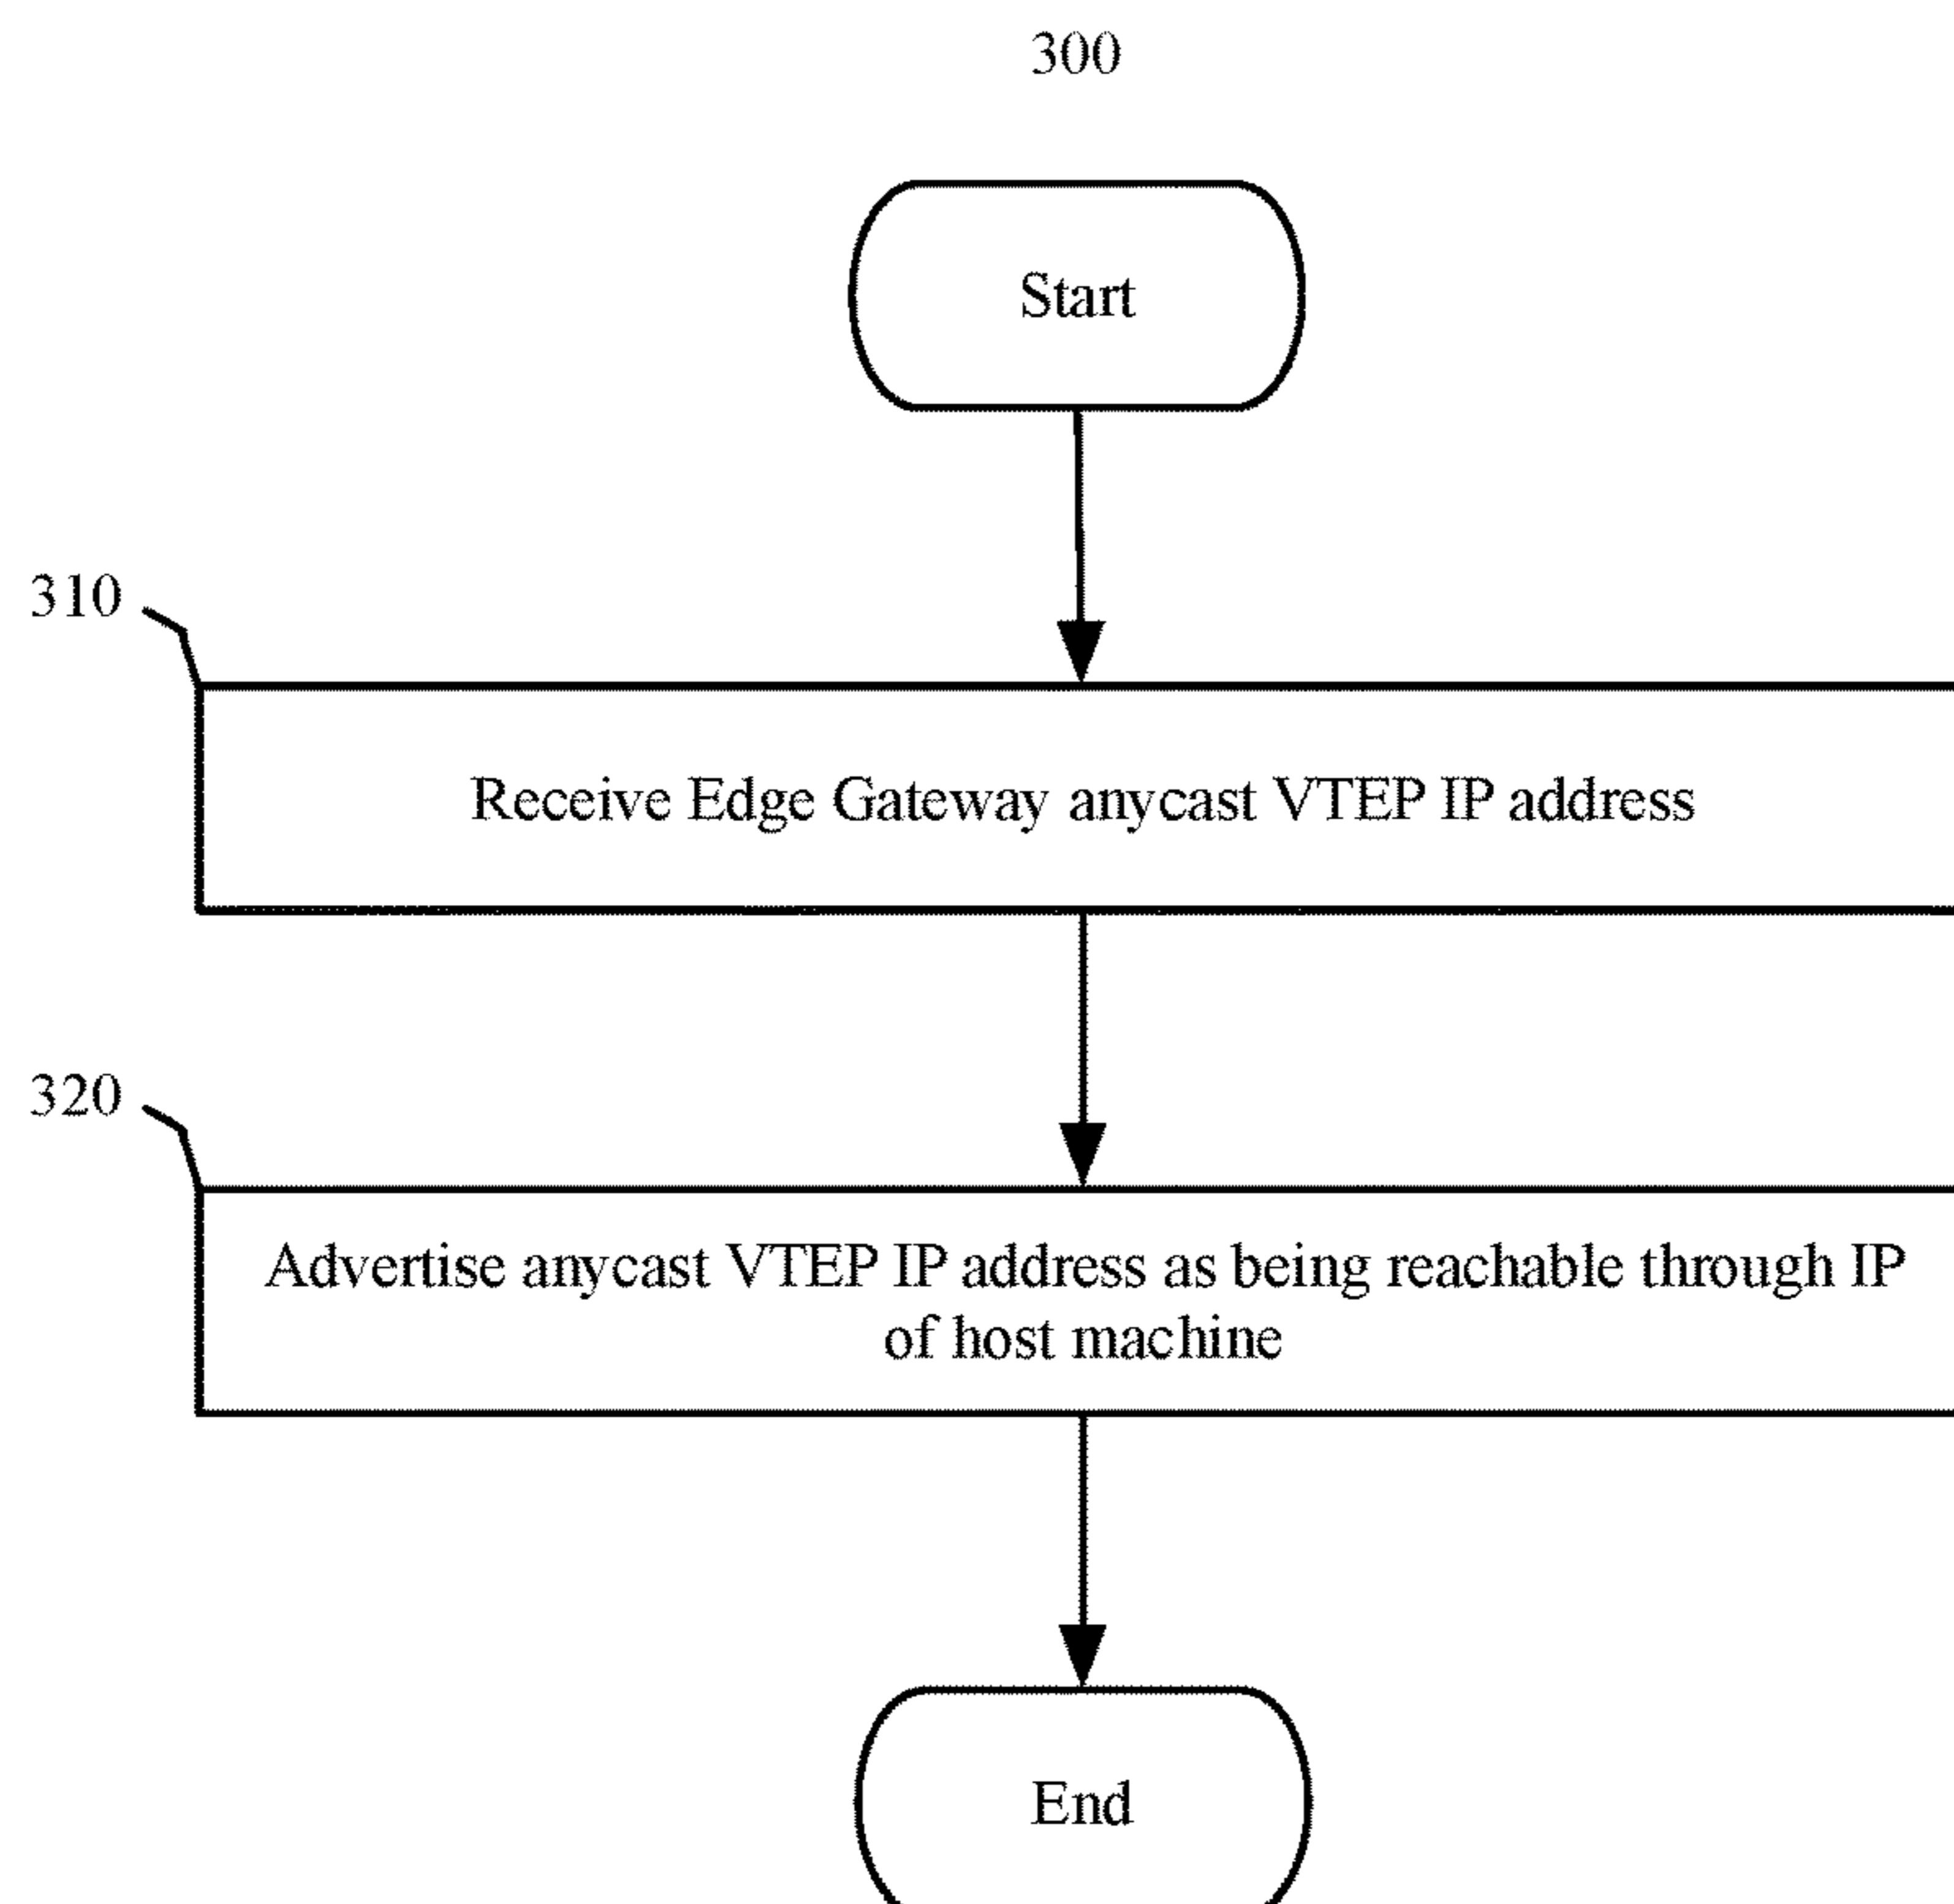 300
Start
310
Receive Edge Gateway anycast VTEP IP address
320
Advertise anycast VTEP IP address as being reachable through IP
of host machine
End